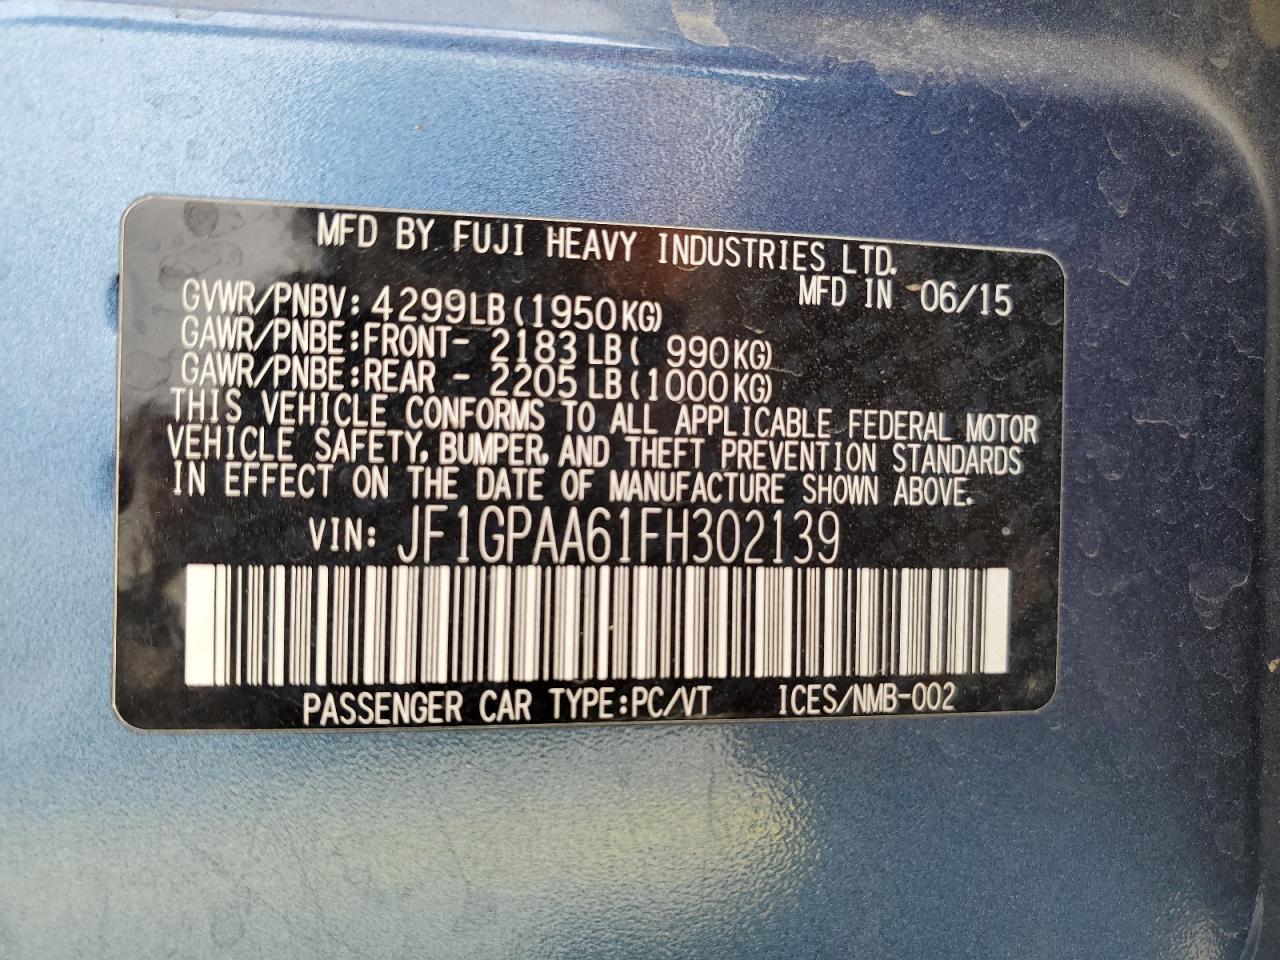 MFD BY FUJI HEAVY INDUSTRIES LTD.
MFD IN 06/15
GVWR/PNBV: 4299LB (1950KG)
GAWR/PNBE:FRONT- 2183 LB ( 990KG)
GAWR/PNBE:REAR - 2205 LB (1000KG)
THIS VEHICLE CONFORMS TO ALL APPLICABLE FEDERAL MOTOR
VEHICLE SAFETY, BUMPER, AND THEFT PREVENTION STANDARDS
IN EFFECT ON THE DATE OF MANUFACTURE SHOWN ABOVE.
VIN: JF1GPAA61FH302139
PASSENGER CAR TYPE:PC/VT ICES/NMB-002